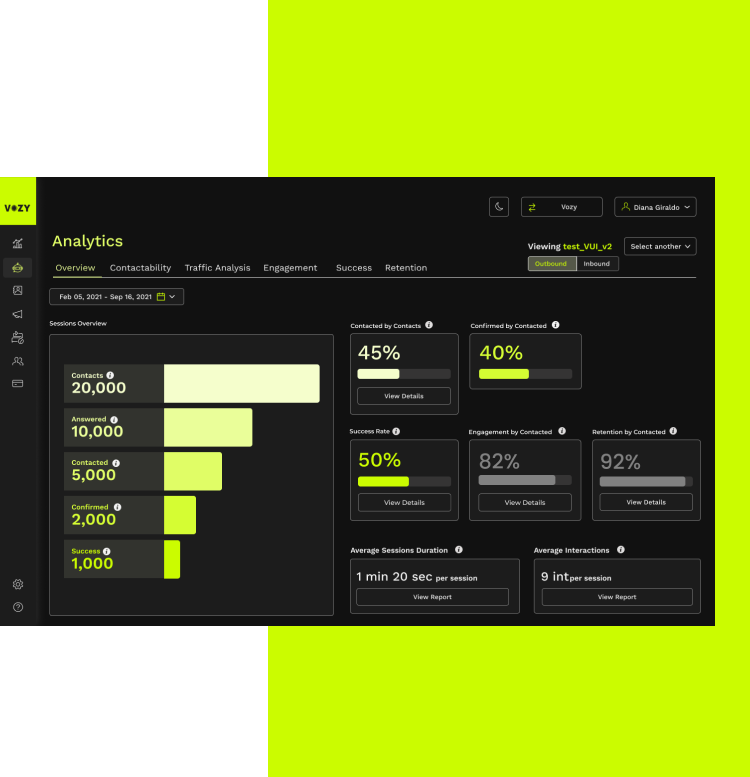 VOZY
Vozy
Diana Giraldo
Analytics
Viewing test_VUI_v2
Select another
Outbound
Inbound
Overview
Contactability
Traffic Analysis
Engagement
Success
Retention
Feb 05, 2021 - Sep 16, 2021
Sessions Overview
Contacts
20,000
Answered
10,000
Contacted
5,000
Confirmed
2,000
Success
1,000
Contacted by Contacts
45%
View Details
Confirmed by Contacted
40%
Success Rate
50%
View Details
Engagement by Contacted
82%
View Details
Retention by Contacted
92%
View Details
Average Sessions Duration
1 min 20 sec per session
View Report
Average Interactions
9 int per session
View Report